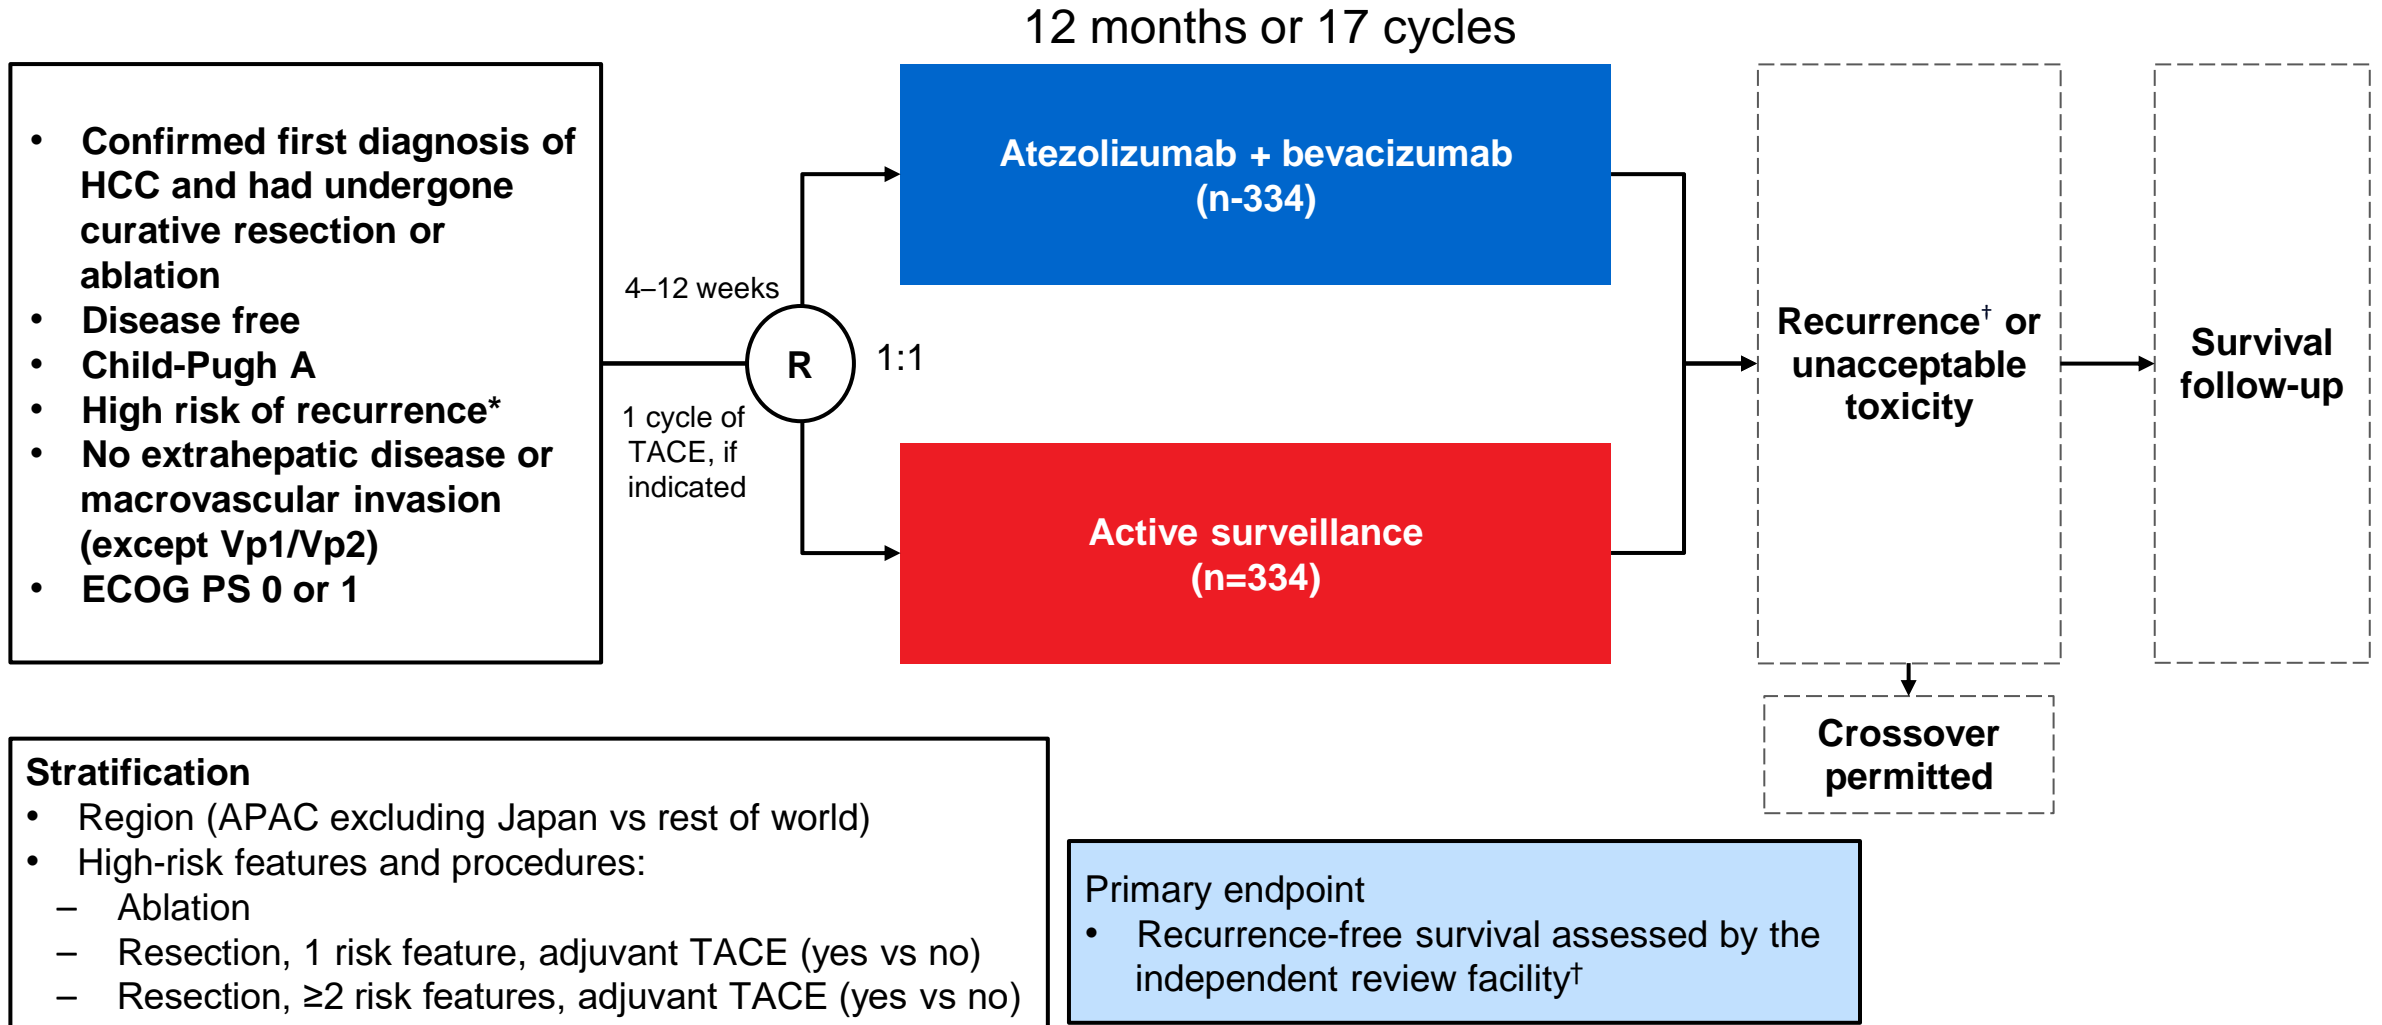 12 months or 17 cycles
• Confirmed first diagnosis of
HCC and had undergone
curative resection or
ablation
• Disease free
• Child-Pugh A
• High risk of recurrence*
• No extrahepatic disease or
macrovascular invasion
(except Vp1/Vp2)
• ECOG PS 0 or 1
4–12 weeks
R
1:1
1 cycle of
TACE, if
indicated
Atezolizumab + bevacizumab
(n-334)
Active surveillance
(n=334)
Recurrence† or
unacceptable
toxicity
Survival
follow-up
Crossover
permitted
Stratification
• Region (APAC excluding Japan vs rest of world)
• High-risk features and procedures:
– Ablation
– Resection, 1 risk feature, adjuvant TACE (yes vs no)
– Resection, ≥2 risk features, adjuvant TACE (yes vs no)
Primary endpoint
• Recurrence-free survival assessed by the
independent review facility†